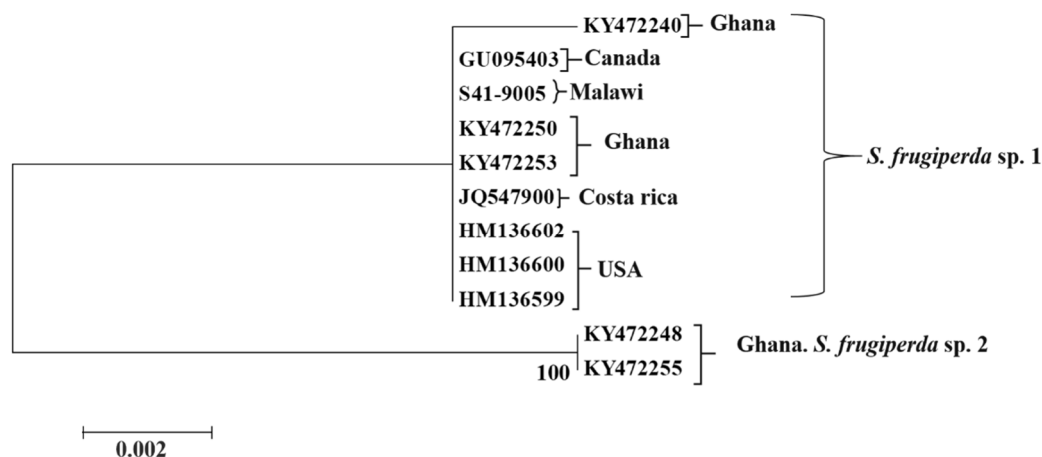 KY472240 Ghana
GU095403 Canada
S41-9005 Malawi
KY472250
Ghana
KY472253
S. frugiperda sp. 1
JQ547900 Costa rica
HM136602
HM136600
USA
HM136599
KY472248
Ghana. S. frugiperda sp. 2
KY472255
100
0.002